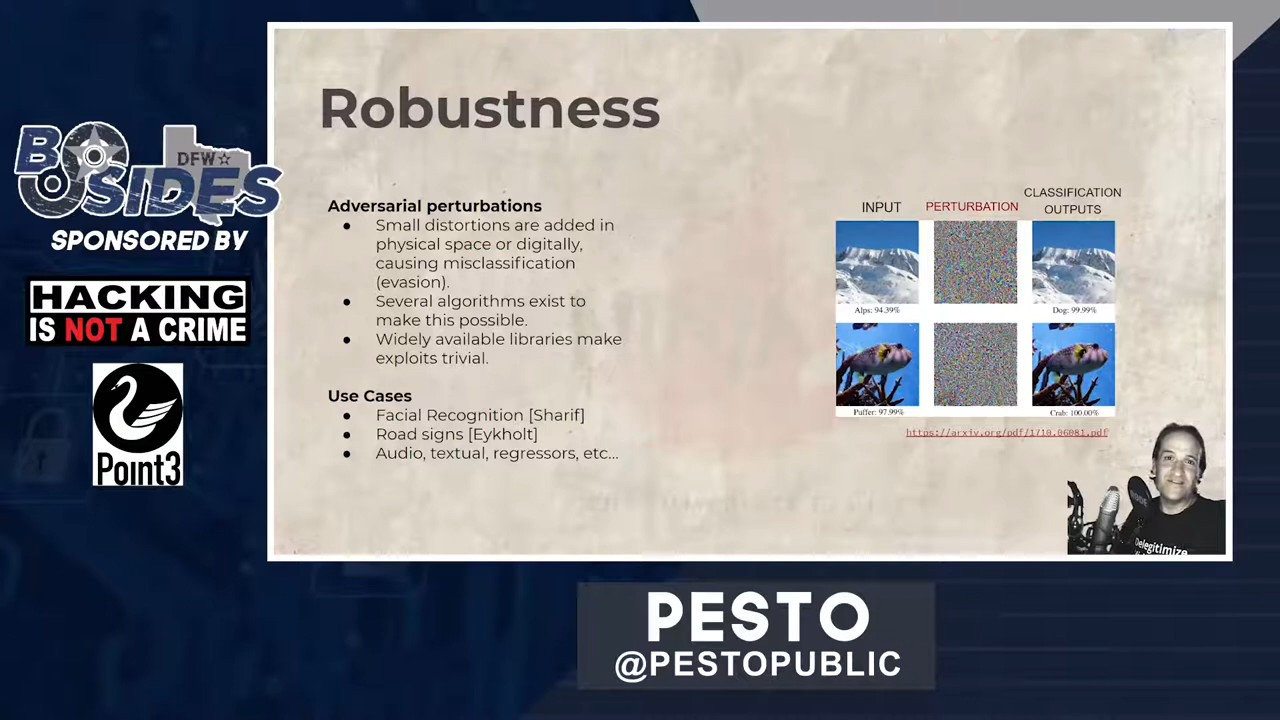 Robustness
Adversarial perturbations
● Small distortions are added in
physical space or digitally,
causing misclassification
(evasion).
● Several algorithms exist to
make this possible.
● Widely available libraries make
exploits trivial.
Use Cases
● Facial Recognition [Sharif]
● Road signs [Eykholt]
● Audio, textual, regressors, etc...
INPUT
PERTURBATION
CLASSIFICATION
OUTPUTS
Alps: 94.39%
Dog: 99.99%
Puffer: 97.99%
Crab: 100.00%
https://arxiv.org/pdf/1710.06081.pdf
Delegitimize
BSIDES
DFW
SPONSORED BY
HACKING
IS NOT A CRIME
Point3
PESTO
@PESTOPUBLIC